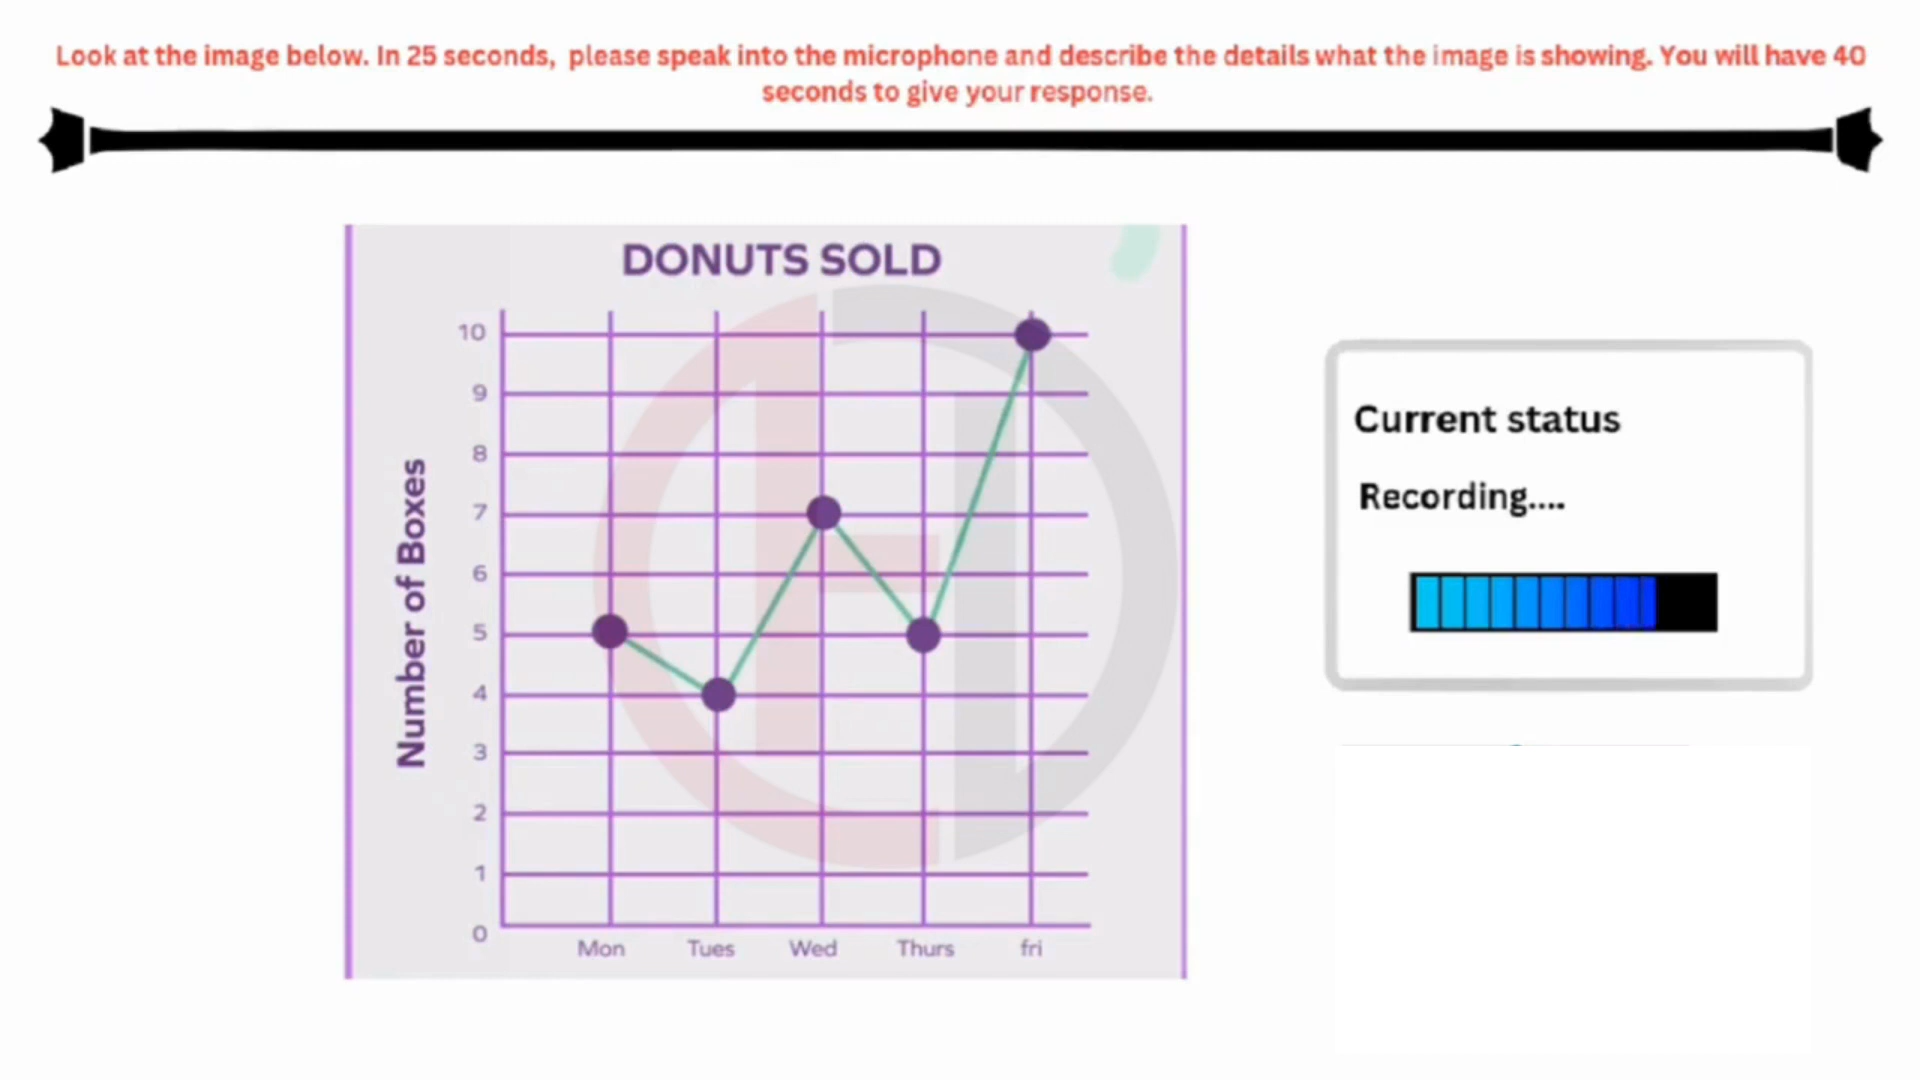 Look at the image below. In 25 seconds, please speak into the microphone and describe the details what the image is showing. You will have 40
seconds to give your response.
DONUTS SOLD
Number of Boxes
10
9
8
7
6
5
4
3
2
1
0
Mon Tues Wed Thurs fri
Current status
Recording....